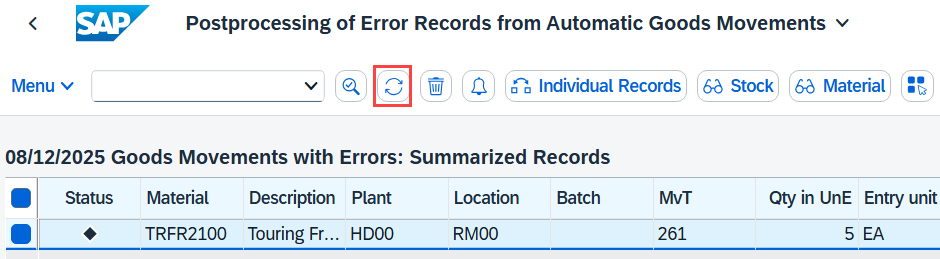 SAP Postprocessing of Error Records from Automatic Goods Movements
Menu Individual Records Stock Material
08/12/2025 Goods Movements with Errors: Summarized Records
Status Material Description Plant Location Batch MvT Qty in UnE Entry unit
TRFR2100 Touring Fr... HD00 RM00 261 5 EA